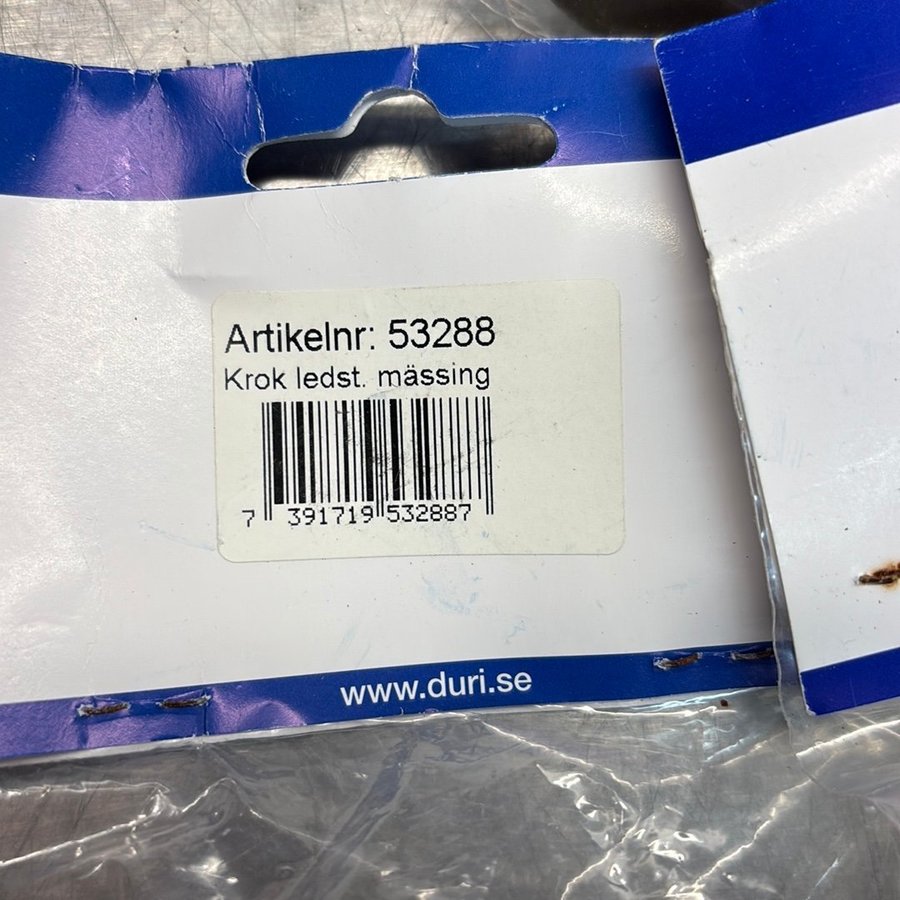 Artikelnr: 53288
Krok ledst. mässing
7 391719 532887
www.duri.se